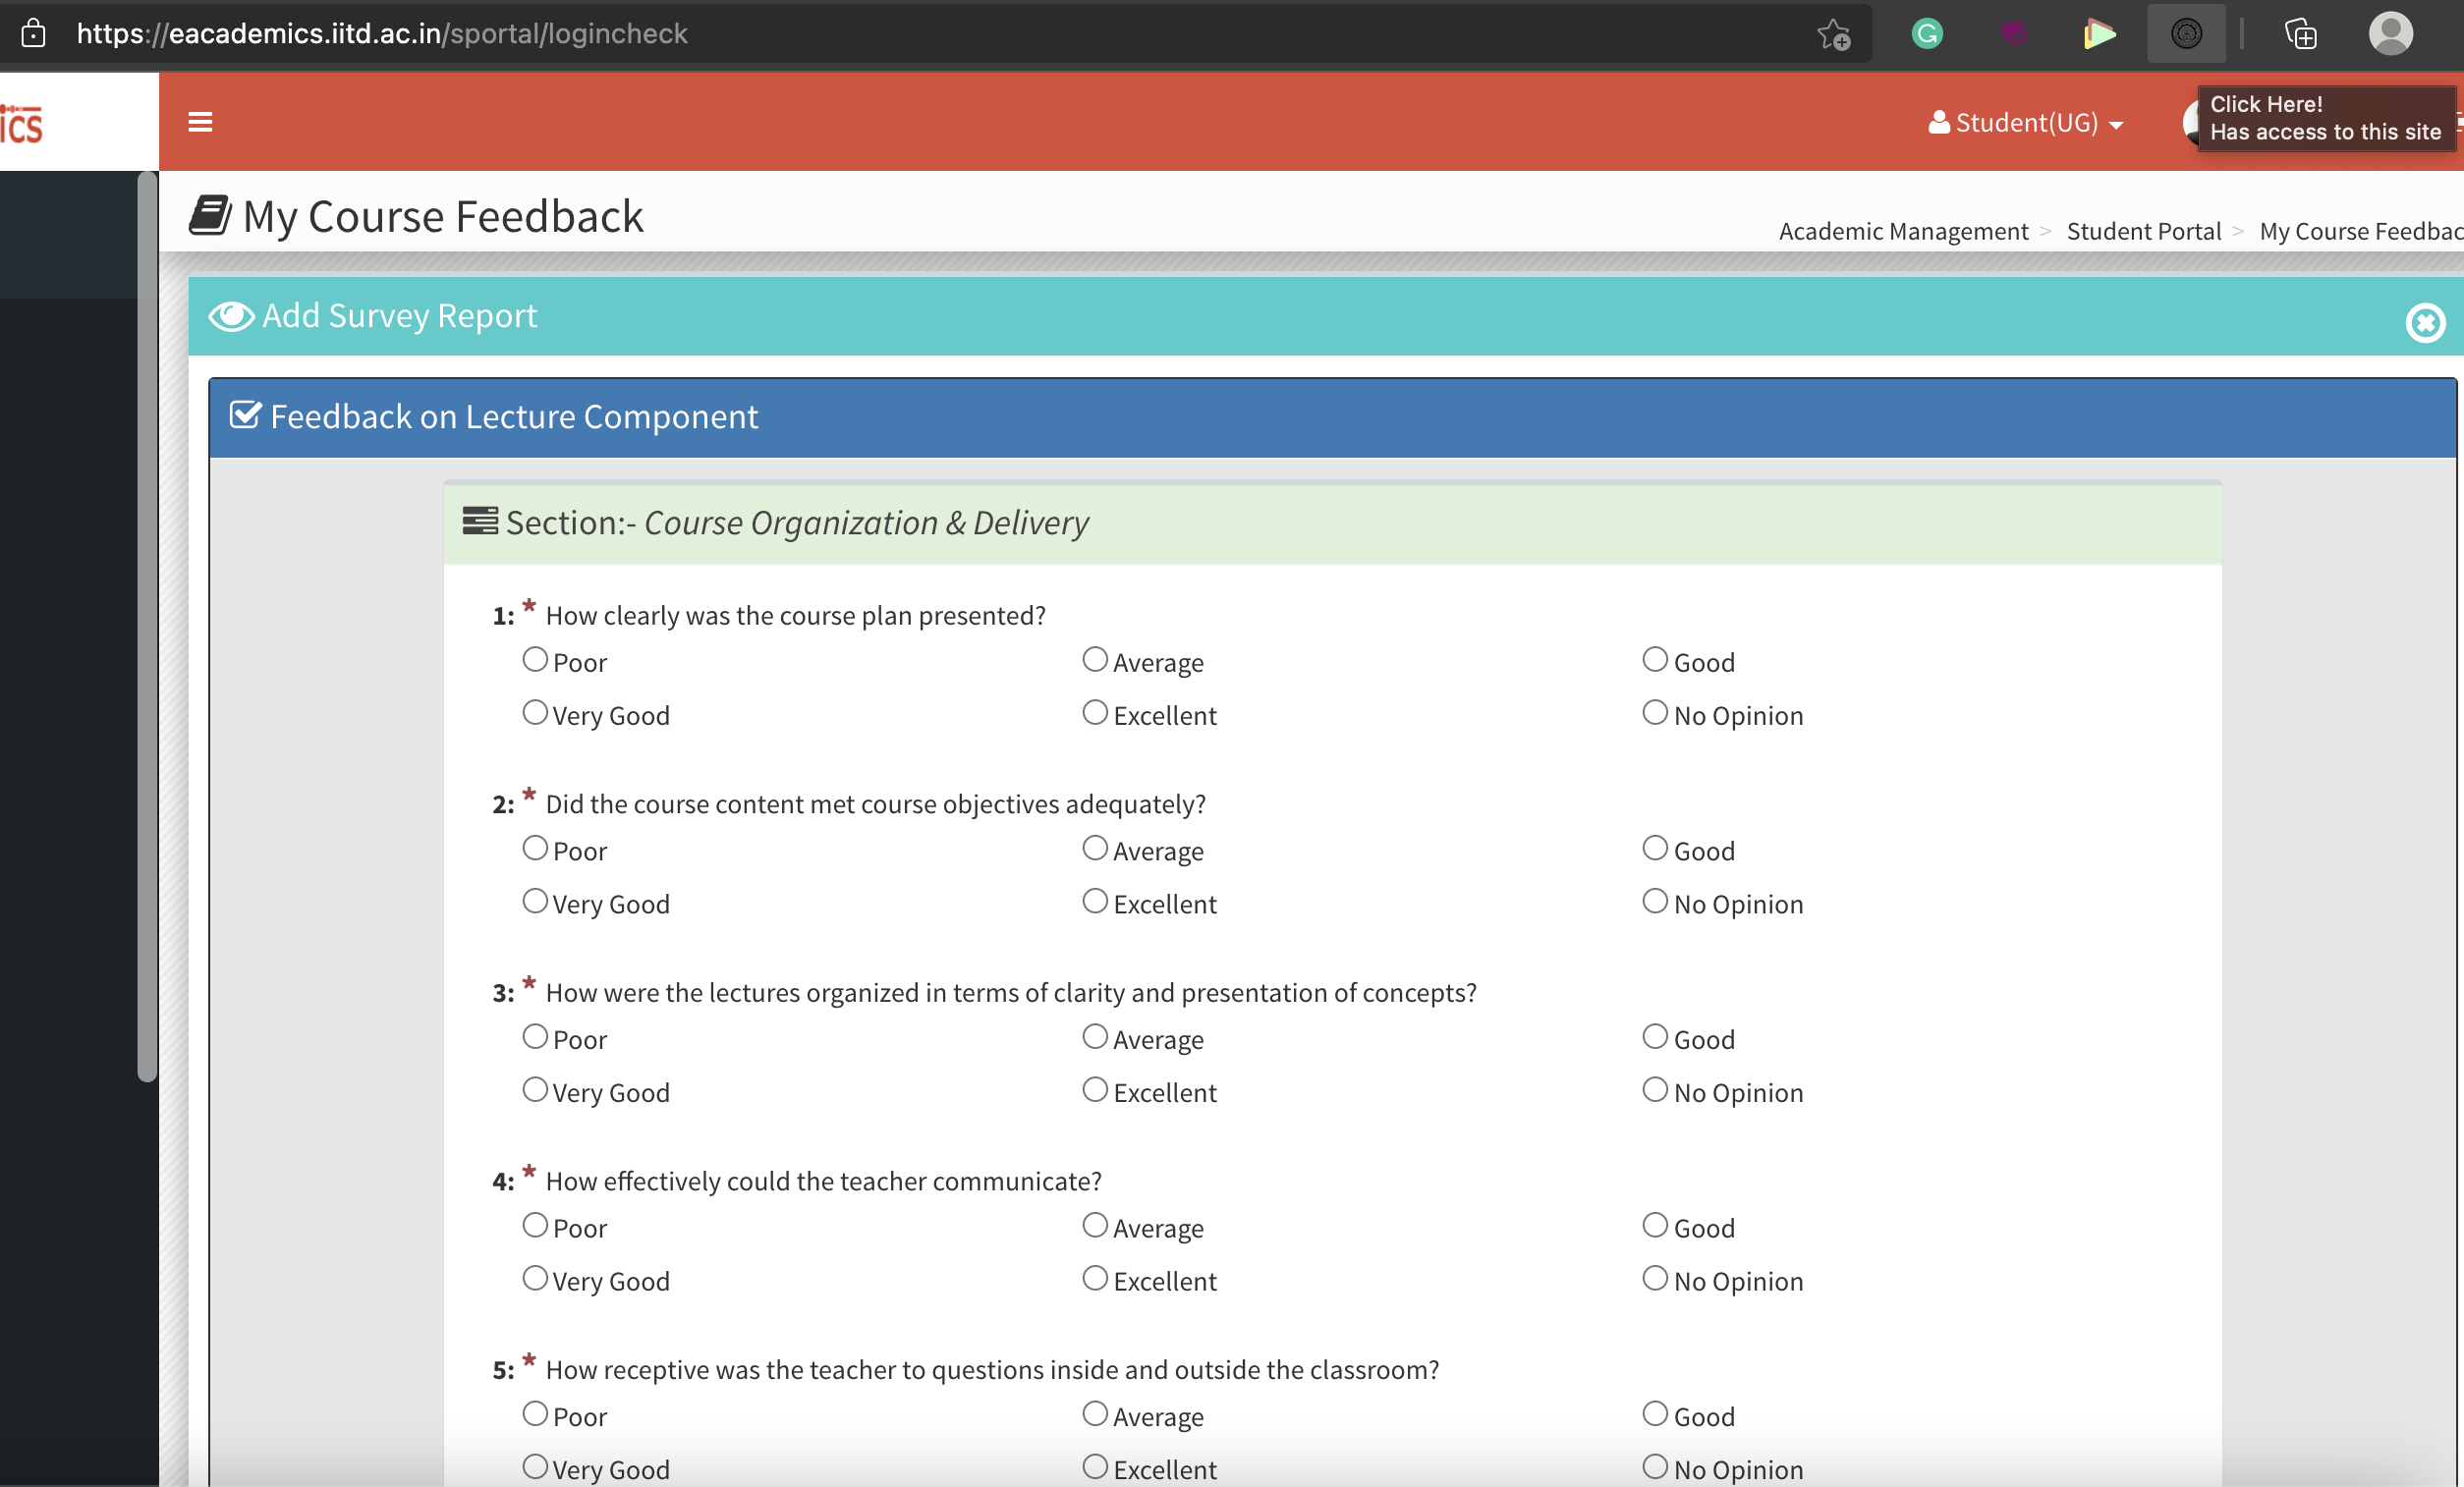 https://eacademics.iitd.ac.in/sportal/logincheck
ics
Student(UG)
Click Here!
Has access to this site
My Course Feedback
Academic Management > Student Portal > My Course Feedbac
Add Survey Report
Feedback on Lecture Component
Section:- Course Organization & Delivery
1: * How clearly was the course plan presented?
Poor Average Good
Very Good Excellent No Opinion
2: * Did the course content met course objectives adequately?
Poor Average Good
Very Good Excellent No Opinion
3: * How were the lectures organized in terms of clarity and presentation of concepts?
Poor Average Good
Very Good Excellent No Opinion
4: * How effectively could the teacher communicate?
Poor Average Good
Very Good Excellent No Opinion
5: * How receptive was the teacher to questions inside and outside the classroom?
Poor Average Good
Very Good Excellent No Opinion